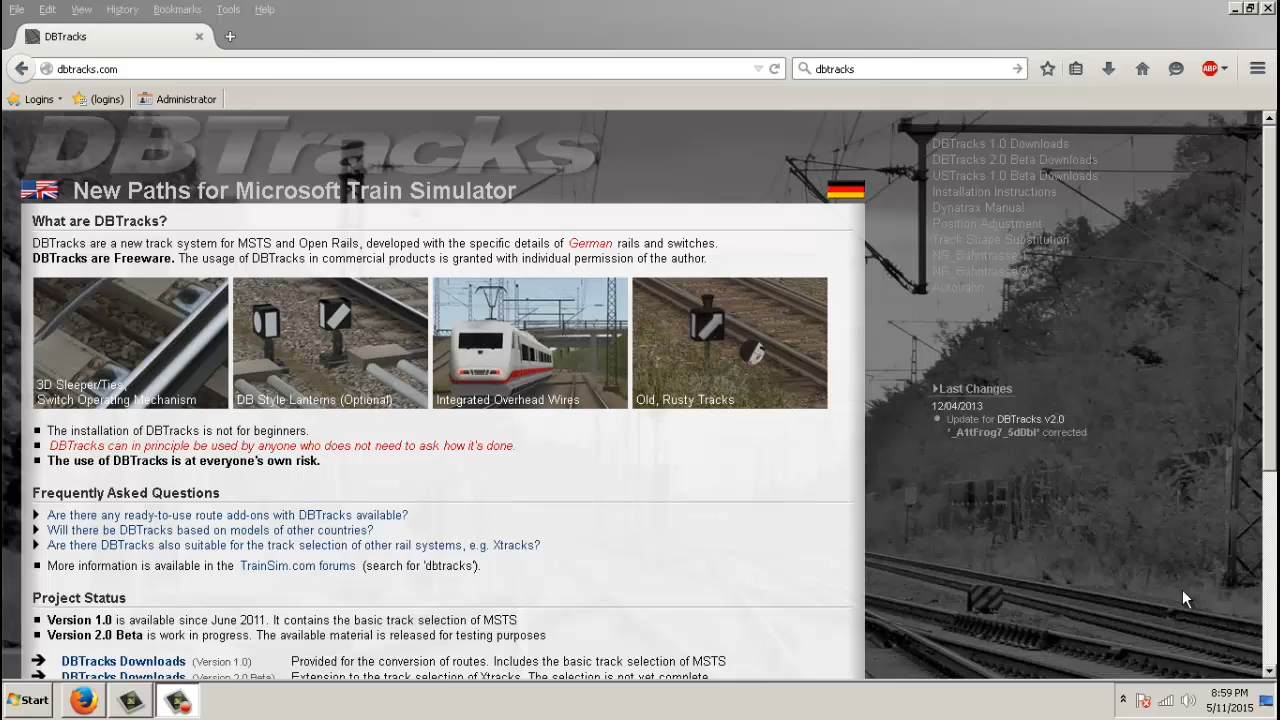 File Edit View History Bookmarks Tools Help
DBTracks
dbtracks.com
dbtracks
ABP
Logins (logins) Administrator
DBTracks
New Paths for Microsoft Train Simulator
What are DBTracks?
DBTracks are a new track system for MSTS and Open Rails, developed with the specific details of German rails and switches.
DBTracks are Freeware. The usage of DBTracks in commercial products is granted with individual permission of the author.
3D Sleeper/Ties,
Switch Operating Mechanism
DB Style Lanterns (Optional)
Integrated Overhead Wires
Old, Rusty Tracks
The installation of DBTracks is not for beginners.
DBTracks can in principle be used by anyone who does not need to ask how it's done.
The use of DBTracks is at everyone's own risk.
Frequently Asked Questions
Are there any ready-to-use route add-ons with DBTracks available?
Will there be DBTracks based on models of other countries?
Are there DBTracks also suitable for the track selection of other rail systems, e.g. Xtracks?
More information is available in the TrainSim.com forums (search for 'dbtracks').
Project Status
Version 1.0 is available since June 2011. It contains the basic track selection of MSTS
Version 2.0 Beta is work in progress. The available material is released for testing purposes
DBTracks Downloads (Version 1.0) Provided for the conversion of routes. Includes the basic track selection of MSTS
DBTracks Downloads (Version 2.0 Beta) Extension to the track selection of Xtracks. The selection is not yet complete
DBTracks 1.0 Downloads
DBTracks 2.0 Beta Downloads
USTracks 1.0 Beta Downloads
Installation Instructions
Dynatrax Manual
Position Adjustment
Track Shape Substitution
NR_Bahntrasse 1
NR_Bahntrasse 2
Last Changes
12/04/2013
Update for DBTracks v2.0
"_A1tFrog7_5dDbl" corrected
Start
8:59 PM
5/11/2015